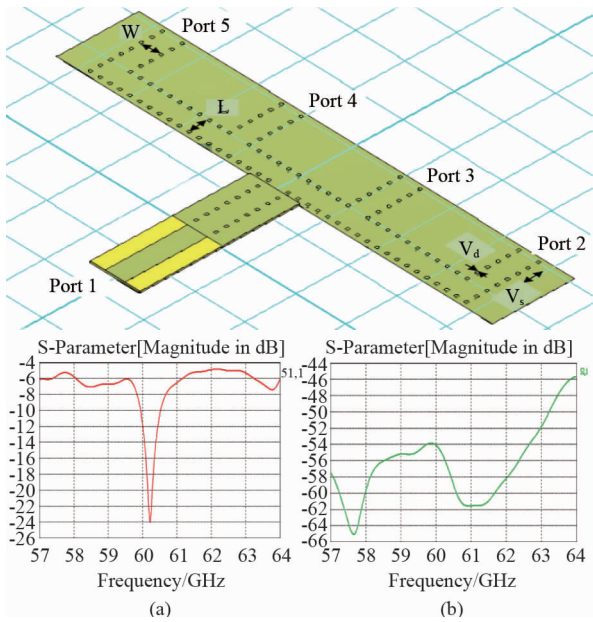 W
Port 5
L
Port 4
Port 3
Port 2
V_d
V_s
Port 1
S-Parameter[Magnitude in dB]
-4
-6
-8
-10
-12
-14
-16
-18
-20
-22
-24
-26
51,1
57 58 59 60 61 62 63 64
Frequency/GHz
(a)
S-Parameter[Magnitude in dB]
-44
-46
-48
-50
-52
-54
-56
-58
-60
-62
-64
-66
57 58 59 60 61 62 63 64
Frequency/GHz
(b)